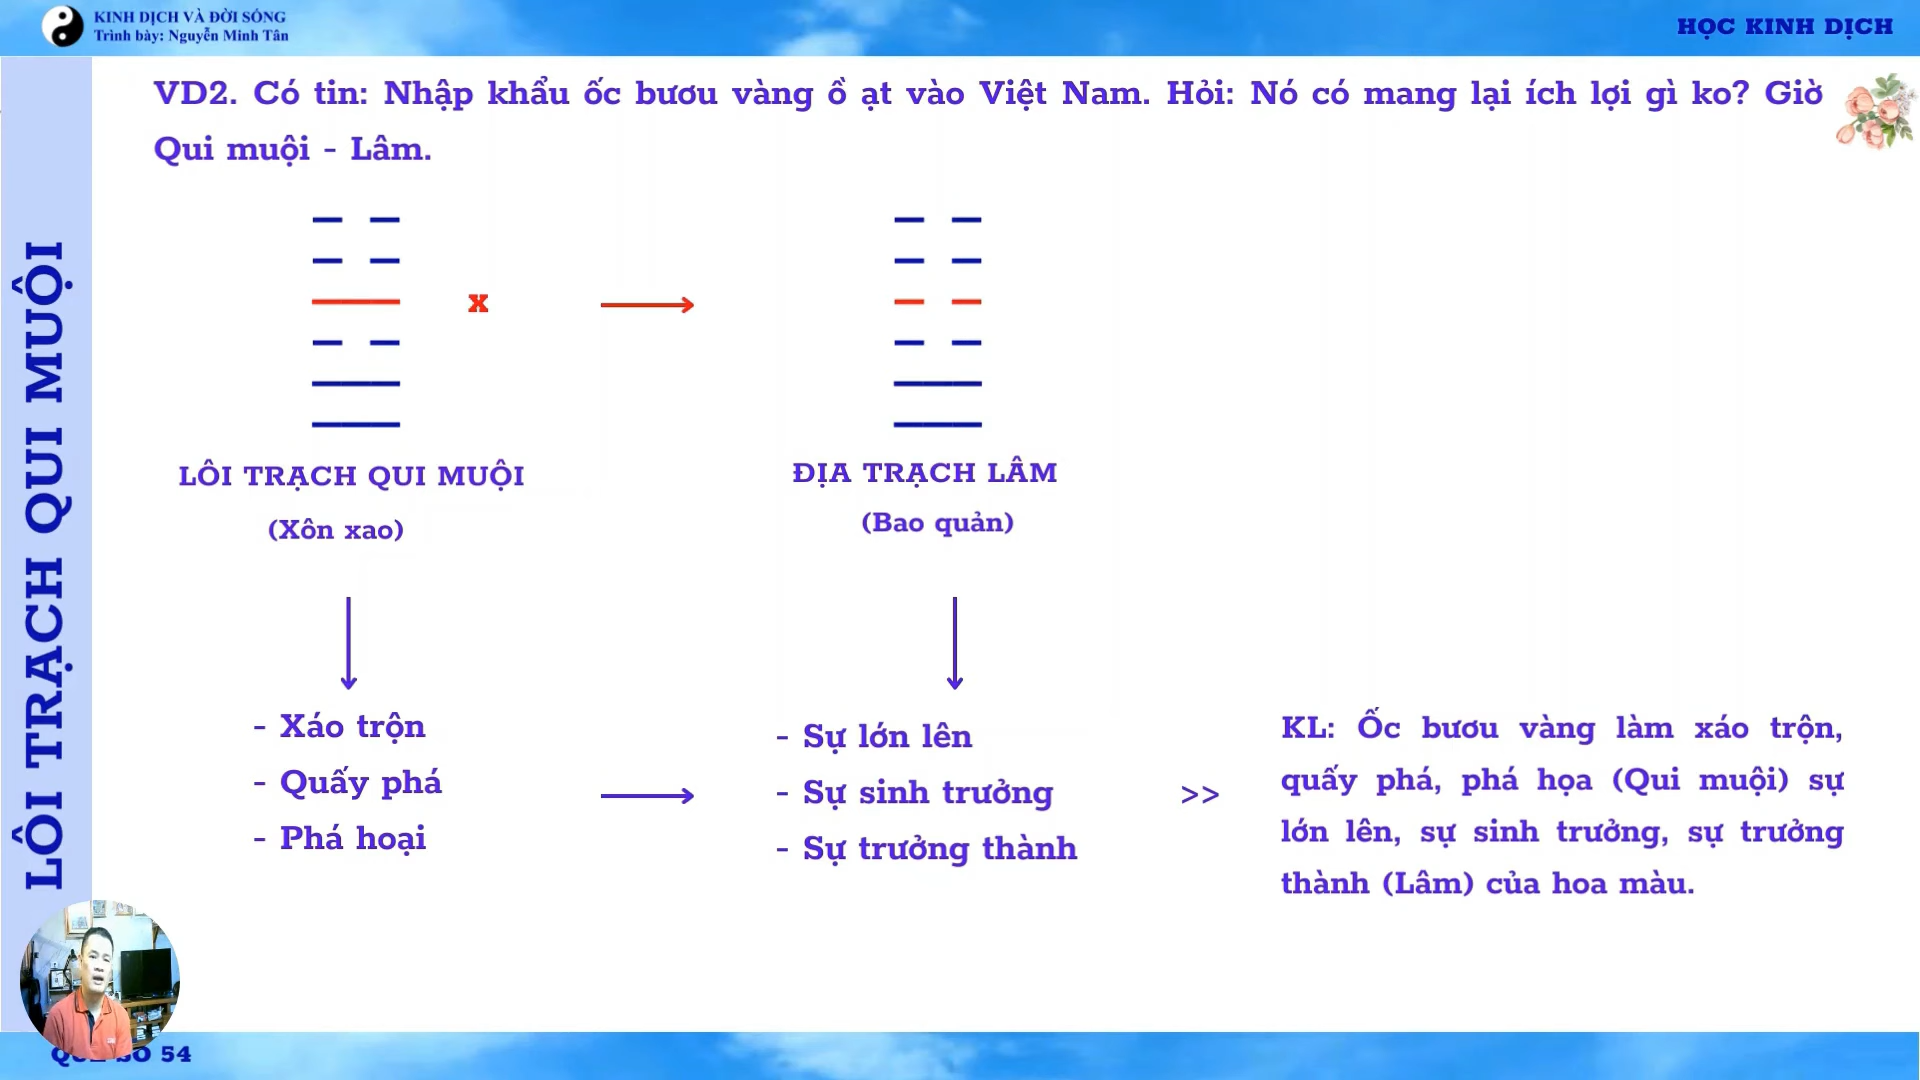 KINH DỊCH VÀ ĐỜI SỐNG
Trình bày: Nguyễn Minh Tân
HỌC KINH DỊCH
VD2. Có tin: Nhập khẩu ốc bươu vàng ồ ạt vào Việt Nam. Hỏi: Nó có mang lại ích lợi gì ko? Giờ
Qui muội - Lâm.
x
LÔI TRẠCH QUI MUỘI
(Xôn xao)
ĐỊA TRẠCH LÂM
(Bao quản)
- Xáo trộn
- Quấy phá
- Phá hoại
- Sự lớn lên
- Sự sinh trưởng
- Sự trưởng thành
>>
KL: Ốc bươu vàng làm xáo trộn,
quấy phá, phá họa (Qui muội) sự
lớn lên, sự sinh trưởng, sự trưởng
thành (Lâm) của hoa màu.
LÔI TRẠCH QUI MUỘI
54